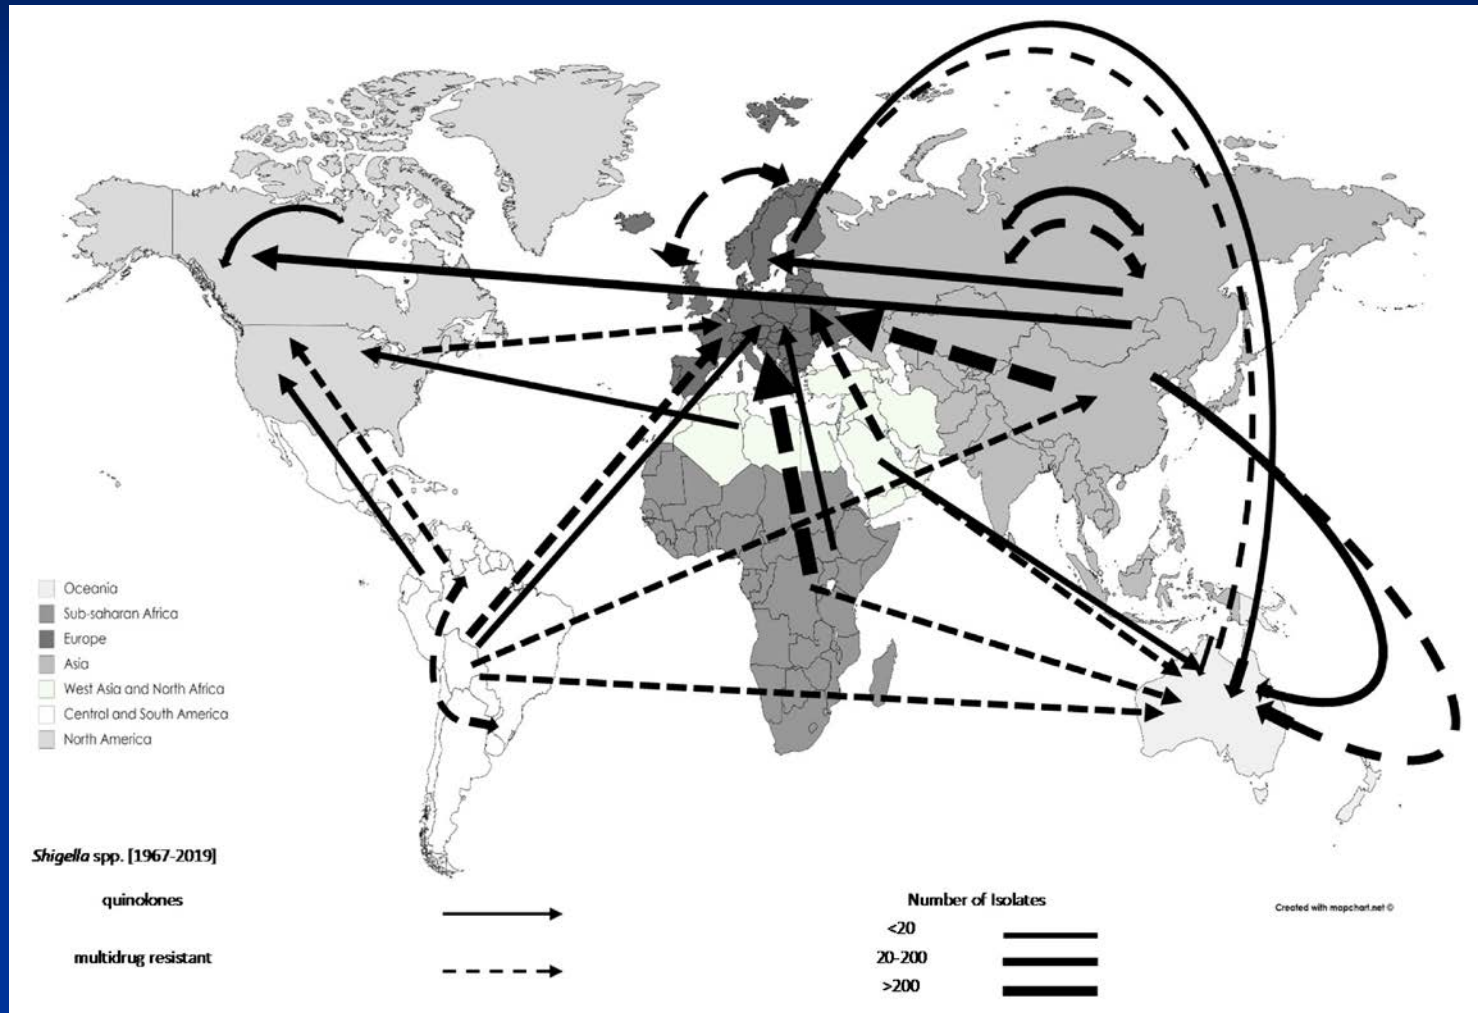 Oceania
Sub-saharan Africa
Europe
Asia
West Asia and North Africa
Central and South America
North America
Shigella spp. [1967-2019]
quinolones
multidrug resistant
Number of Isolates
<20
20-200
>200
Created with mapchart.net ©